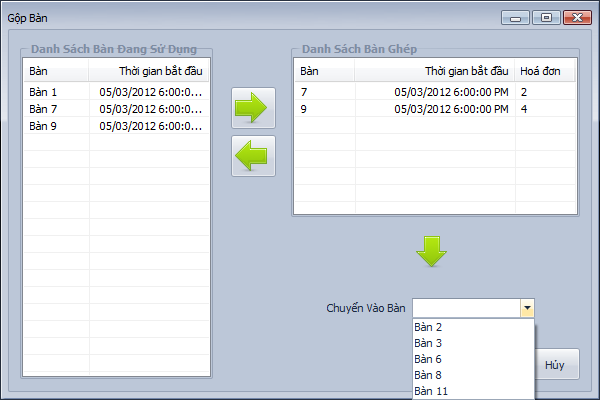 Gộp Bàn
Danh Sách Bàn Đang Sử Dụng
Bàn Thời gian bắt đầu
Bàn 1 05/03/2012 6:00:0...
Bàn 7 05/03/2012 6:00:0...
Bàn 9 05/03/2012 6:00:0...
Danh Sách Bàn Ghép
Bàn Thời gian bắt đầu Hoá đơn
7 05/03/2012 6:00:00 PM 2
9 05/03/2012 6:00:00 PM 4
Chuyển Vào Bàn
Bàn 2
Bàn 3
Bàn 6
Bàn 8
Bàn 11
Hủy